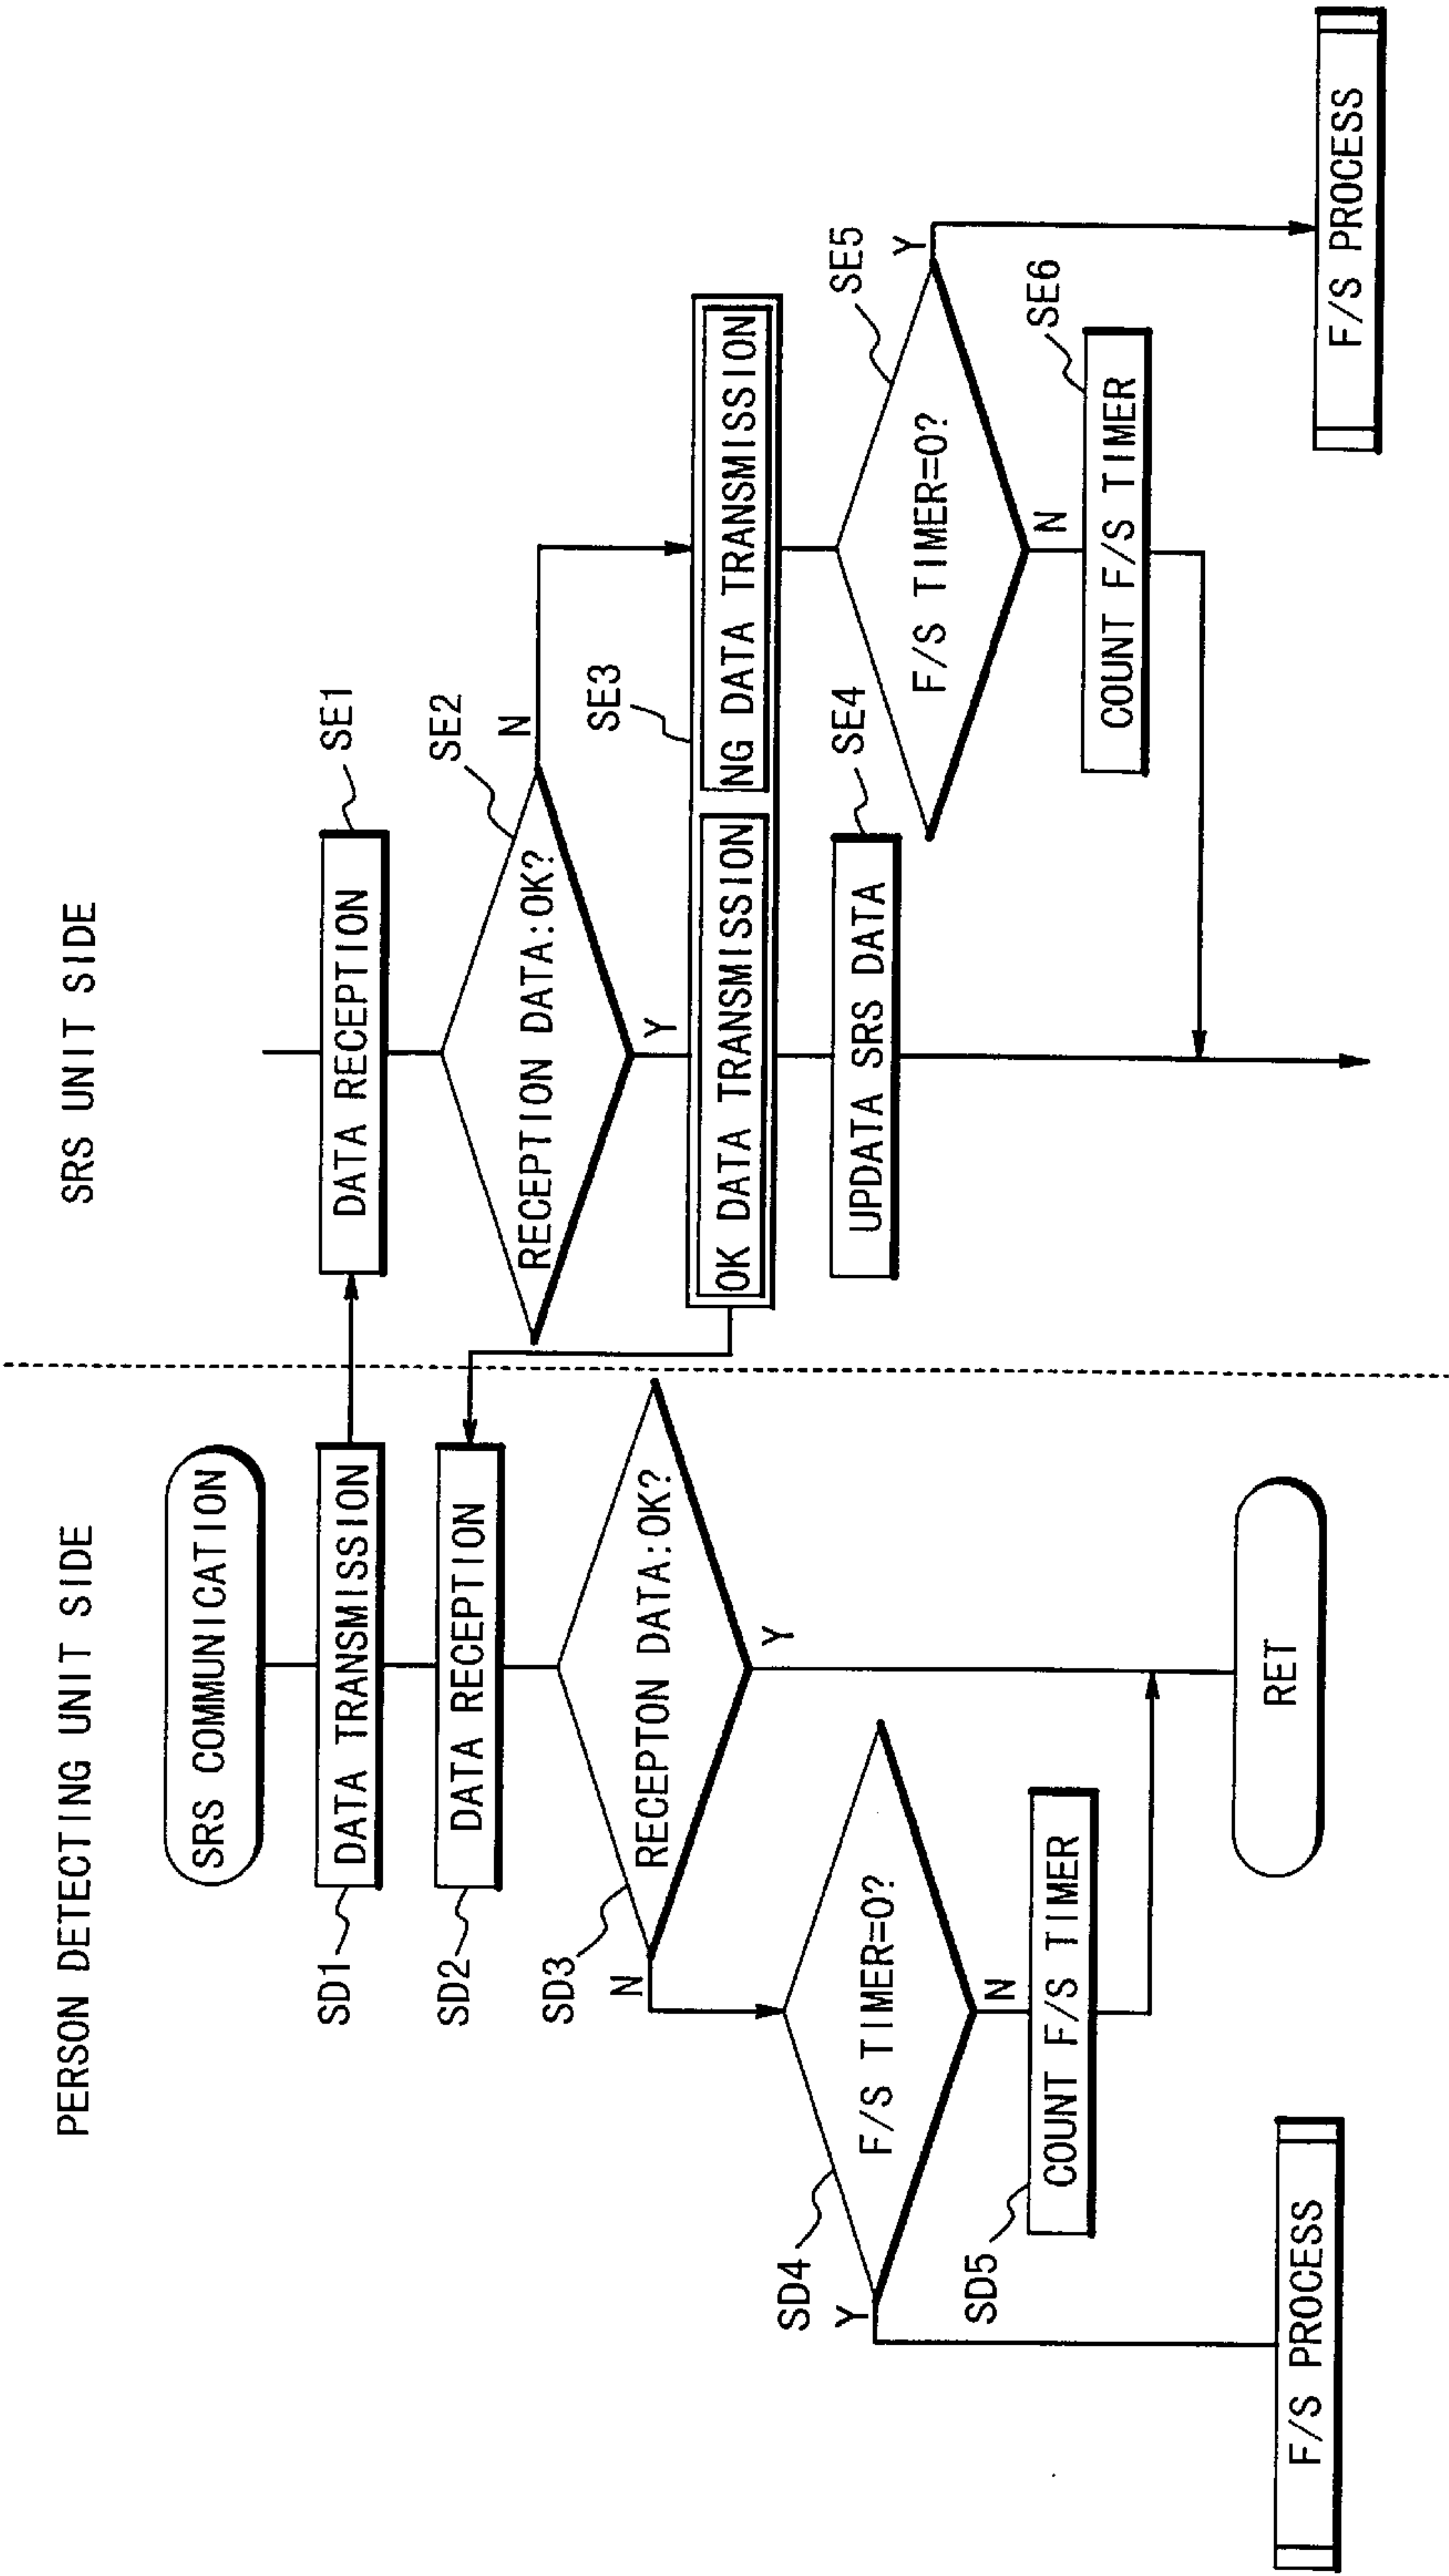 PERSON DETECTING UNIT SIDE
SRS UNIT SIDE
SRS COMMUNICATION
SD1
DATA TRANSMISSION
DATA RECEPTION
SE1
SD2
DATA RECEPTION
RECEPTION DATA:OK?
SE2
N
Y
SD3
RECEPTON DATA:OK?
N
Y
SE3
OK DATA TRANSMISSION
NG DATA TRANSMISSION
SD4
F/S TIMER=0?
Y
N
UPDATA SRS DATA
SE4
F/S TIMER=0?
SE5
Y
N
SD5
COUNT F/S TIMER
COUNT F/S TIMER
SE6
F/S PROCESS
RET
F/S PROCESS